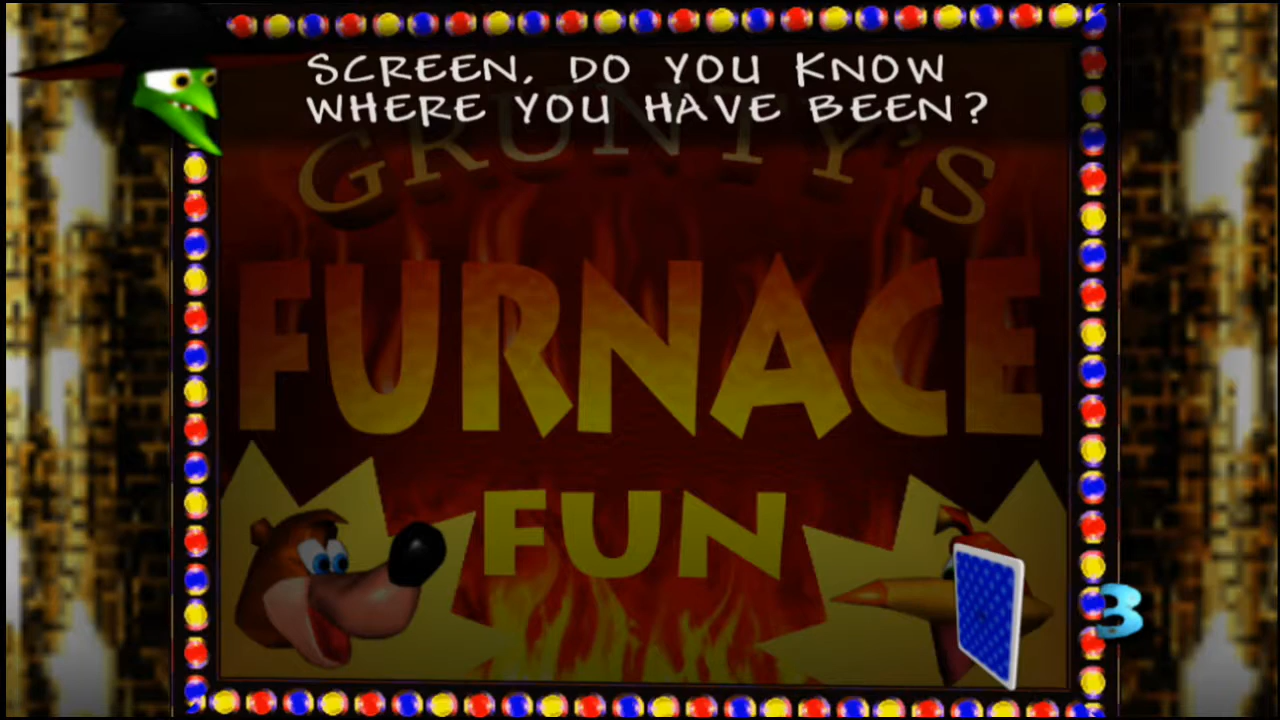 SCREEN, DO YOU KNOW
WHERE YOU HAVE BEEN?
GRUNTY'S
FURNACE
FUN
3